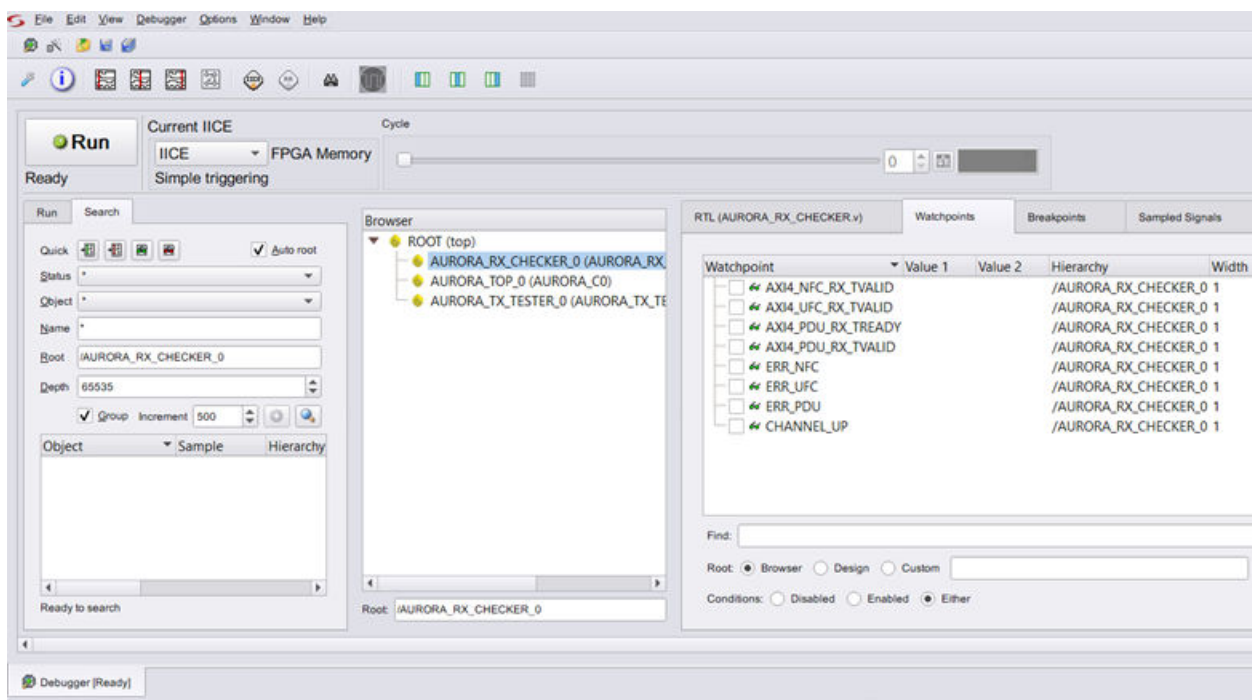 File Edit View Debugger Options Window Help
Run
Current IICE
IICE
FPGA Memory
Ready
Simple triggering
Cycle
0
Run Search
Quick
Auto root
Status *
Object *
Name *
Root /AURORA_RX_CHECKER_0
Depth 65535
Group Increment 500
Object Sample Hierarchy
Ready to search
Browser
ROOT (top)
AURORA_RX_CHECKER_0 (AURORA_RX
AURORA_TOP_0 (AURORA_C0)
AURORA_TX_TESTER_0 (AURORA_TX_TE
Root: /AURORA_RX_CHECKER_0
RTL (AURORA_RX_CHECKER.v) Watchpoints Breakpoints Sampled Signals
Watchpoint Value 1 Value 2 Hierarchy Width
AXI4_NFC_RX_TVALID /AURORA_RX_CHECKER_0 1
AXI4_UFC_RX_TVALID /AURORA_RX_CHECKER_0 1
AXI4_PDU_RX_TREADY /AURORA_RX_CHECKER_0 1
AXI4_PDU_RX_TVALID /AURORA_RX_CHECKER_0 1
ERR_NFC /AURORA_RX_CHECKER_0 1
ERR_UFC /AURORA_RX_CHECKER_0 1
ERR_PDU /AURORA_RX_CHECKER_0 1
CHANNEL_UP /AURORA_RX_CHECKER_0 1
Find:
Root: Browser Design Custom
Conditions: Disabled Enabled Either
Debugger [Ready]